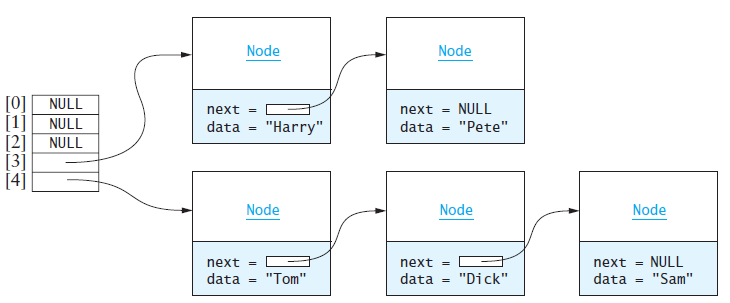 Node
Node
next =
data = "Harry"
next = NULL
data = "Pete"
[0] NULL
[1] NULL
[2] NULL
[3]
[4]
Node
Node
Node
next =
data = "Tom"
next =
data = "Dick"
next = NULL
data = "Sam"